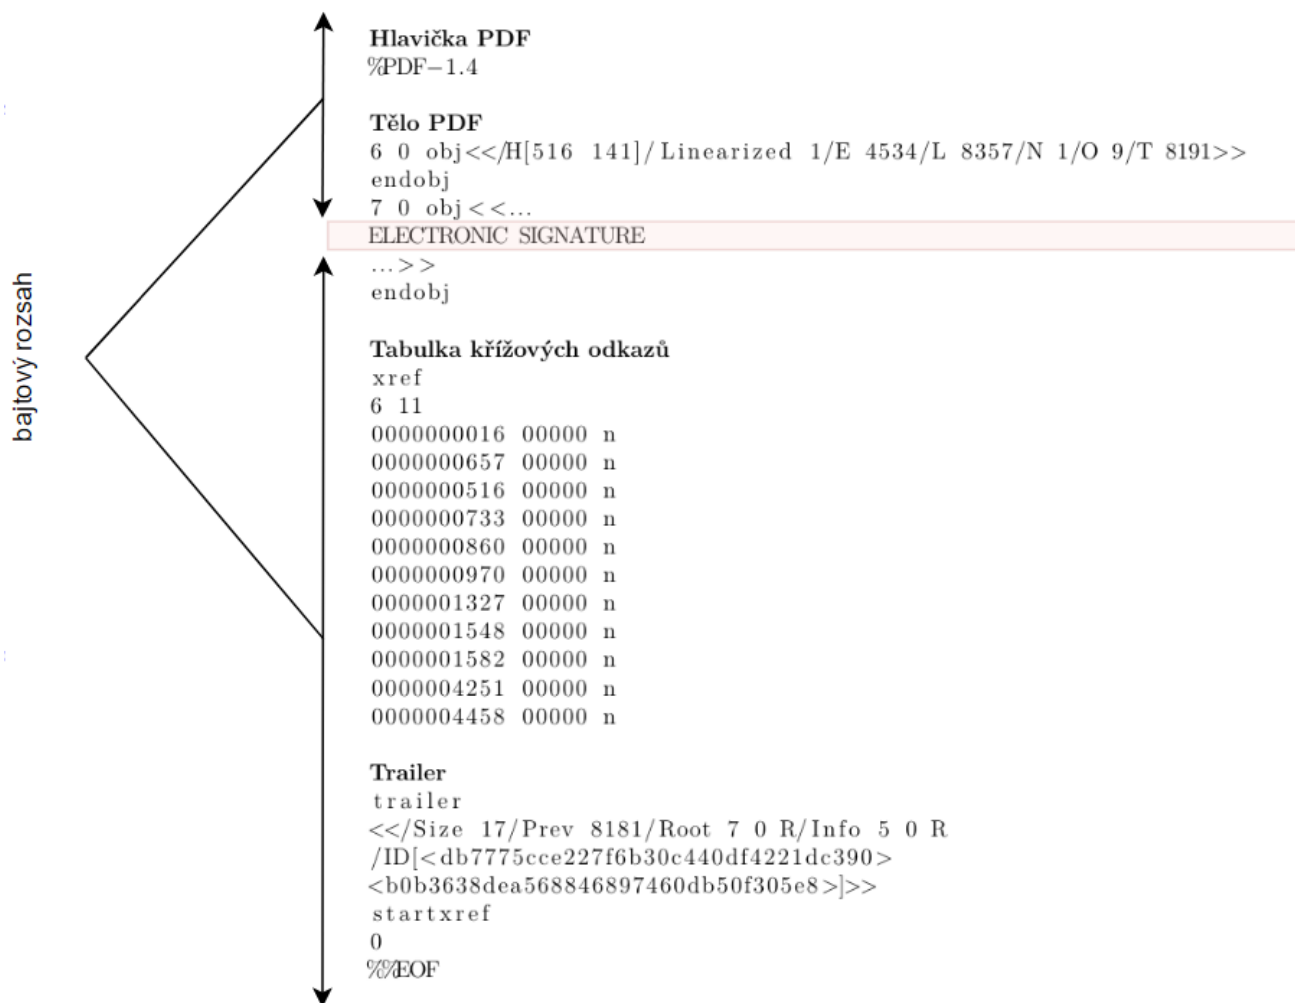 Hlavička PDF
%PDF−1.4
Tělo PDF
6 0 obj<</H[516 141]/Linearized 1/E 4534/L 8357/N 1/O 9/T 8191>>
endobj
7 0 obj<<...
ELECTRONIC SIGNATURE
...>>
endobj
bajtový rozsah
Tabulka křížových odkazů
xref
6 11
0000000016 00000 n
0000000657 00000 n
0000000516 00000 n
0000000733 00000 n
0000000860 00000 n
0000000970 00000 n
0000001327 00000 n
0000001548 00000 n
0000001582 00000 n
0000004251 00000 n
0000004458 00000 n
Trailer
trailer
<</Size 17/Prev 8181/Root 7 0 R/Info 5 0 R
/ID[<db7775cce227f6b30c440df4221dc390>
<b0b3638dea568846897460db50f305e8>]>>
startxref
0
%%EOF